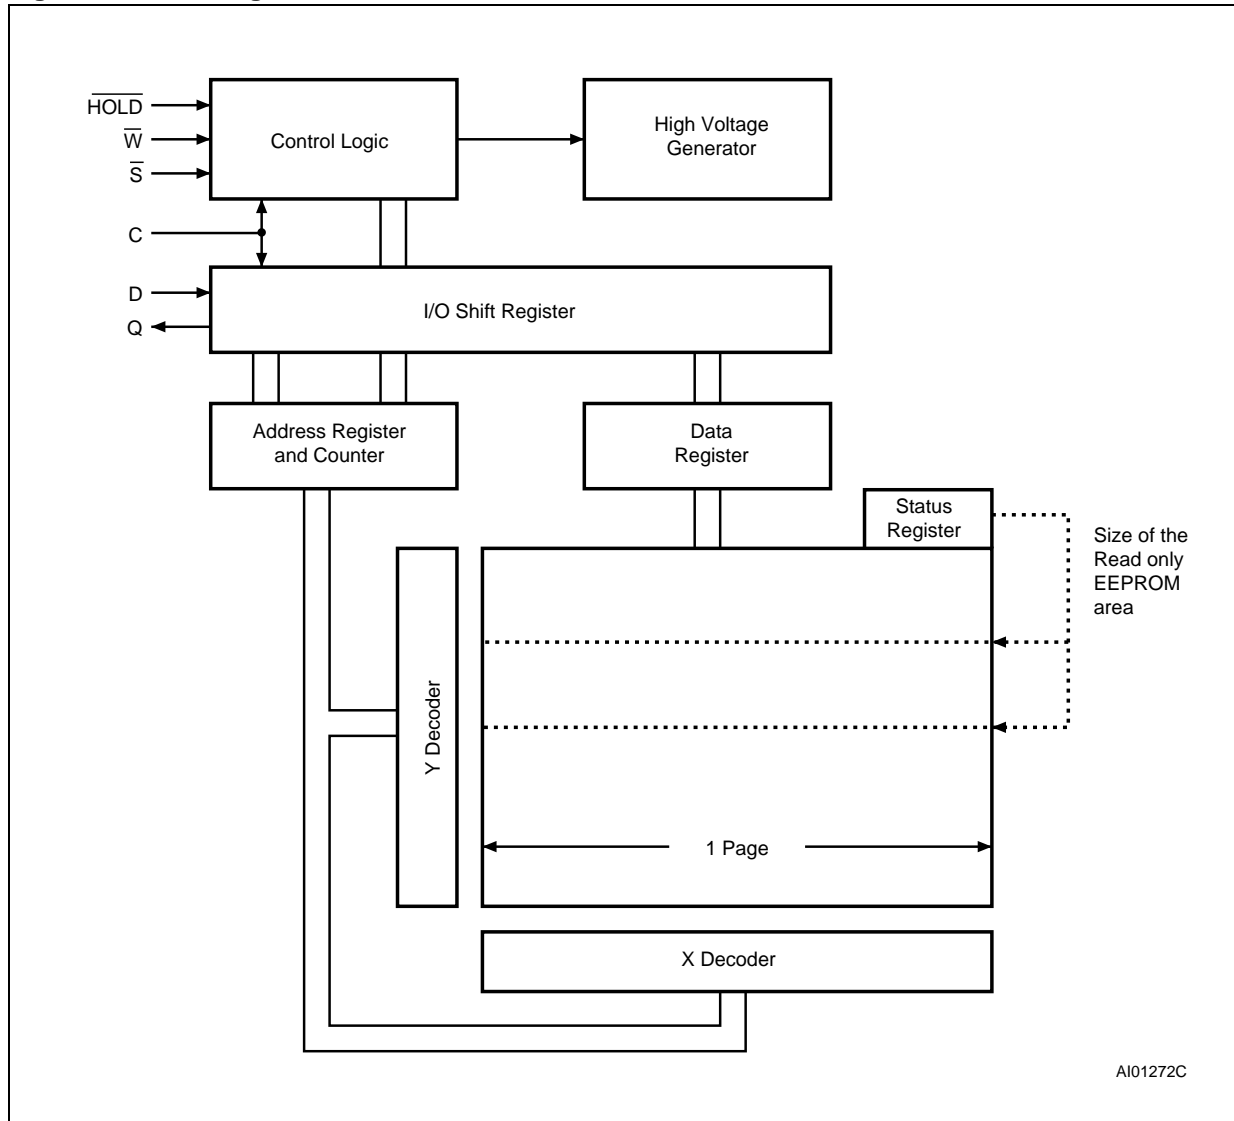 H̅O̅L̅D̅
W̅
S̅
C
D
Q
Control Logic
High Voltage
Generator
I/O Shift Register
Address Register
and Counter
Data
Register
Status
Register
Size of the
Read only
EEPROM
area
Y Decoder
1 Page
X Decoder
AI01272C